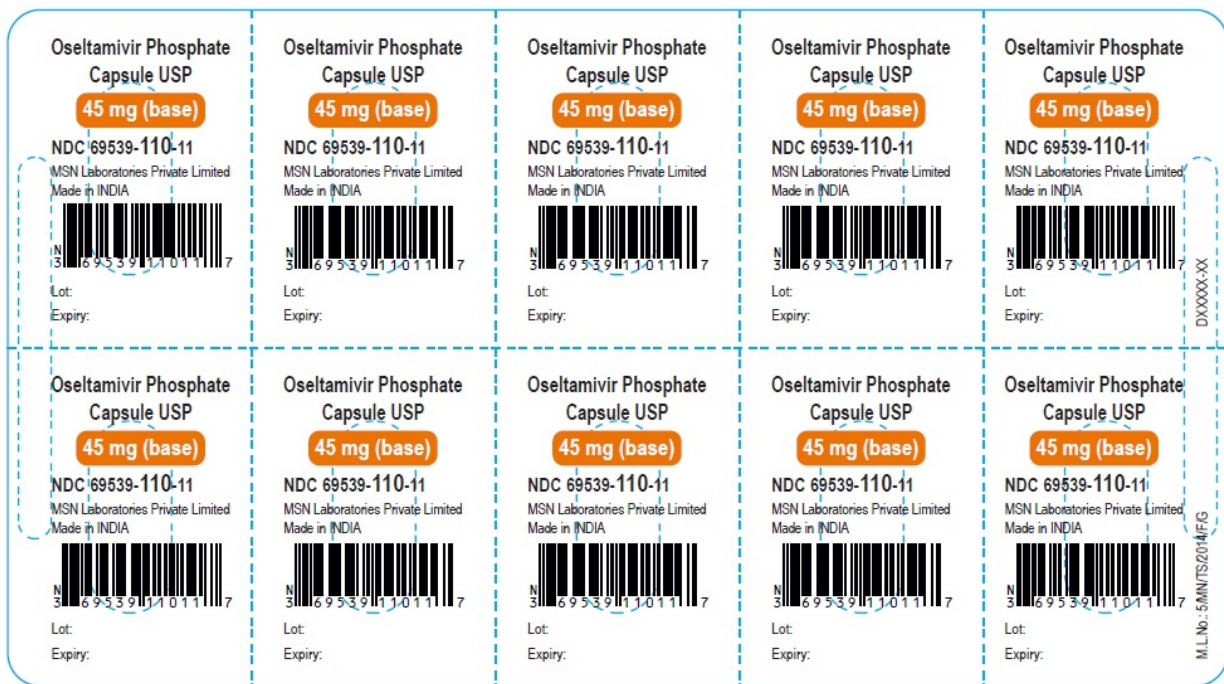 Oseltamivir Phosphate
Capsule USP
45 mg (base)
NDC 69539-110-11
MSN Laboratories Private Limited
Made in INDIA
N
3 69539 11011 7
Lot:
Expiry:
Oseltamivir Phosphate
Capsule USP
45 mg (base)
NDC 69539-110-11
MSN Laboratories Private Limited
Made in INDIA
N
3 69539 11011 7
Lot:
Expiry:
Oseltamivir Phosphate
Capsule USP
45 mg (base)
NDC 69539-110-11
MSN Laboratories Private Limited
Made in INDIA
N
3 69539 11011 7
Lot:
Expiry:
Oseltamivir Phosphate
Capsule USP
45 mg (base)
NDC 69539-110-11
MSN Laboratories Private Limited
Made in INDIA
N
3 69539 11011 7
Lot:
Expiry:
Oseltamivir Phosphate
Capsule USP
45 mg (base)
NDC 69539-110-11
MSN Laboratories Private Limited
Made in INDIA
N
3 69539 11011 7
Lot:
Expiry:
DXXXXX-XX
Oseltamivir Phosphate
Capsule USP
45 mg (base)
NDC 69539-110-11
MSN Laboratories Private Limited
Made in INDIA
N
3 69539 11011 7
Lot:
Expiry:
Oseltamivir Phosphate
Capsule USP
45 mg (base)
NDC 69539-110-11
MSN Laboratories Private Limited
Made in INDIA
N
3 69539 11011 7
Lot:
Expiry:
Oseltamivir Phosphate
Capsule USP
45 mg (base)
NDC 69539-110-11
MSN Laboratories Private Limited
Made in INDIA
N
3 69539 11011 7
Lot:
Expiry:
Oseltamivir Phosphate
Capsule USP
45 mg (base)
NDC 69539-110-11
MSN Laboratories Private Limited
Made in INDIA
N
3 69539 11011 7
Lot:
Expiry:
Oseltamivir Phosphate
Capsule USP
45 mg (base)
NDC 69539-110-11
MSN Laboratories Private Limited
Made in INDIA
N
3 69539 11011 7
Lot:
Expiry:
M.L.No.: 5/MN/TS/2014/F/G